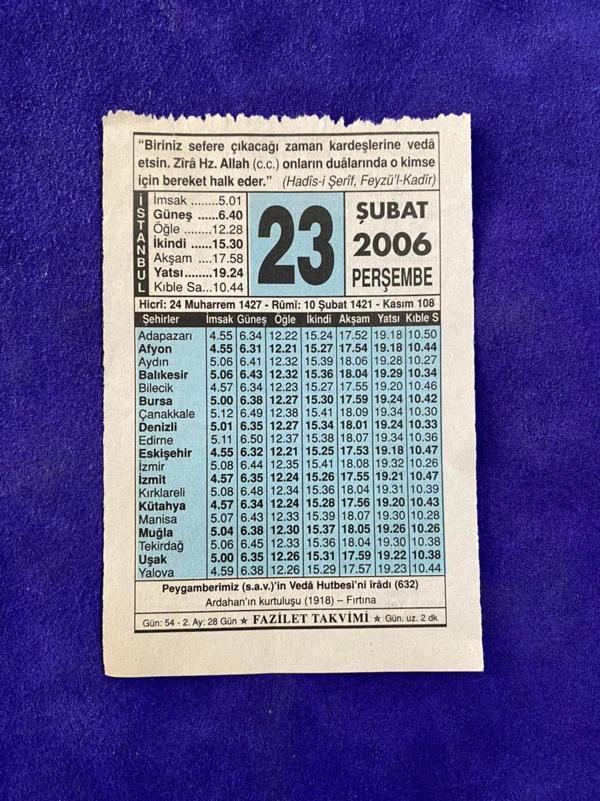 “Biriniz sefere çıkacağı zaman kardeşlerine vedâ
etsin. Zîrâ Hz. Allah (c.c.) onların duâlarında o kimse
için bereket halk eder.” (Hadîs-i Şerîf, Feyzü'l-Kadîr)
İSTANBUL
İmsak ........5.01
Güneş ......6.40
Öğle ........12.28
İkindi ......15.30
Akşam ....17.58
Yatsı........19.24
Kıble Sa...10.44
23
ŞUBAT
2006
PERŞEMBE
Hicrî: 24 Muharrem 1427 - Rûmî: 10 Şubat 1421 - Kasım 108
Şehirler İmsak Güneş Öğle İkindi Akşam Yatsı Kıble S
Adapazarı 4.55 6.34 12.22 15.24 17.52 19.18 10.50
Afyon 4.55 6.31 12.21 15.27 17.54 19.18 10.44
Aydın 5.06 6.41 12.32 15.39 18.06 19.28 10.27
Balıkesir 5.06 6.43 12.32 15.36 18.04 19.29 10.34
Bilecik 4.57 6.34 12.23 15.27 17.55 19.20 10.46
Bursa 5.00 6.38 12.27 15.30 17.59 19.24 10.42
Çanakkale 5.12 6.49 12.38 15.41 18.09 19.34 10.30
Denizli 5.01 6.35 12.27 15.34 18.01 19.24 10.33
Edirne 5.11 6.50 12.37 15.38 18.07 19.34 10.36
Eskişehir 4.55 6.32 12.21 15.25 17.53 19.18 10.47
İzmir 5.08 6.44 12.35 15.41 18.08 19.32 10.26
İzmit 4.57 6.35 12.24 15.26 17.55 19.21 10.47
Kırklareli 5.08 6.48 12.34 15.36 18.04 19.31 10.39
Kütahya 4.57 6.34 12.24 15.28 17.56 19.20 10.43
Manisa 5.07 6.43 12.33 15.39 18.07 19.30 10.28
Muğla 5.04 6.38 12.30 15.37 18.05 19.26 10.26
Tekirdağ 5.06 6.45 12.33 15.36 18.04 19.30 10.38
Uşak 5.00 6.35 12.26 15.31 17.59 19.22 10.38
Yalova 4.59 6.38 12.26 15.29 17.57 19.23 10.44
Peygamberimiz (s.a.v.)'in Vedâ Hutbesi'ni îrâdı (632)
Ardahan'ın kurtuluşu (1918) – Fırtına
Gün: 54 - 2. Ay: 28 Gün ★ FAZİLET TAKVİMİ ★ Gün: uz. 2 dk